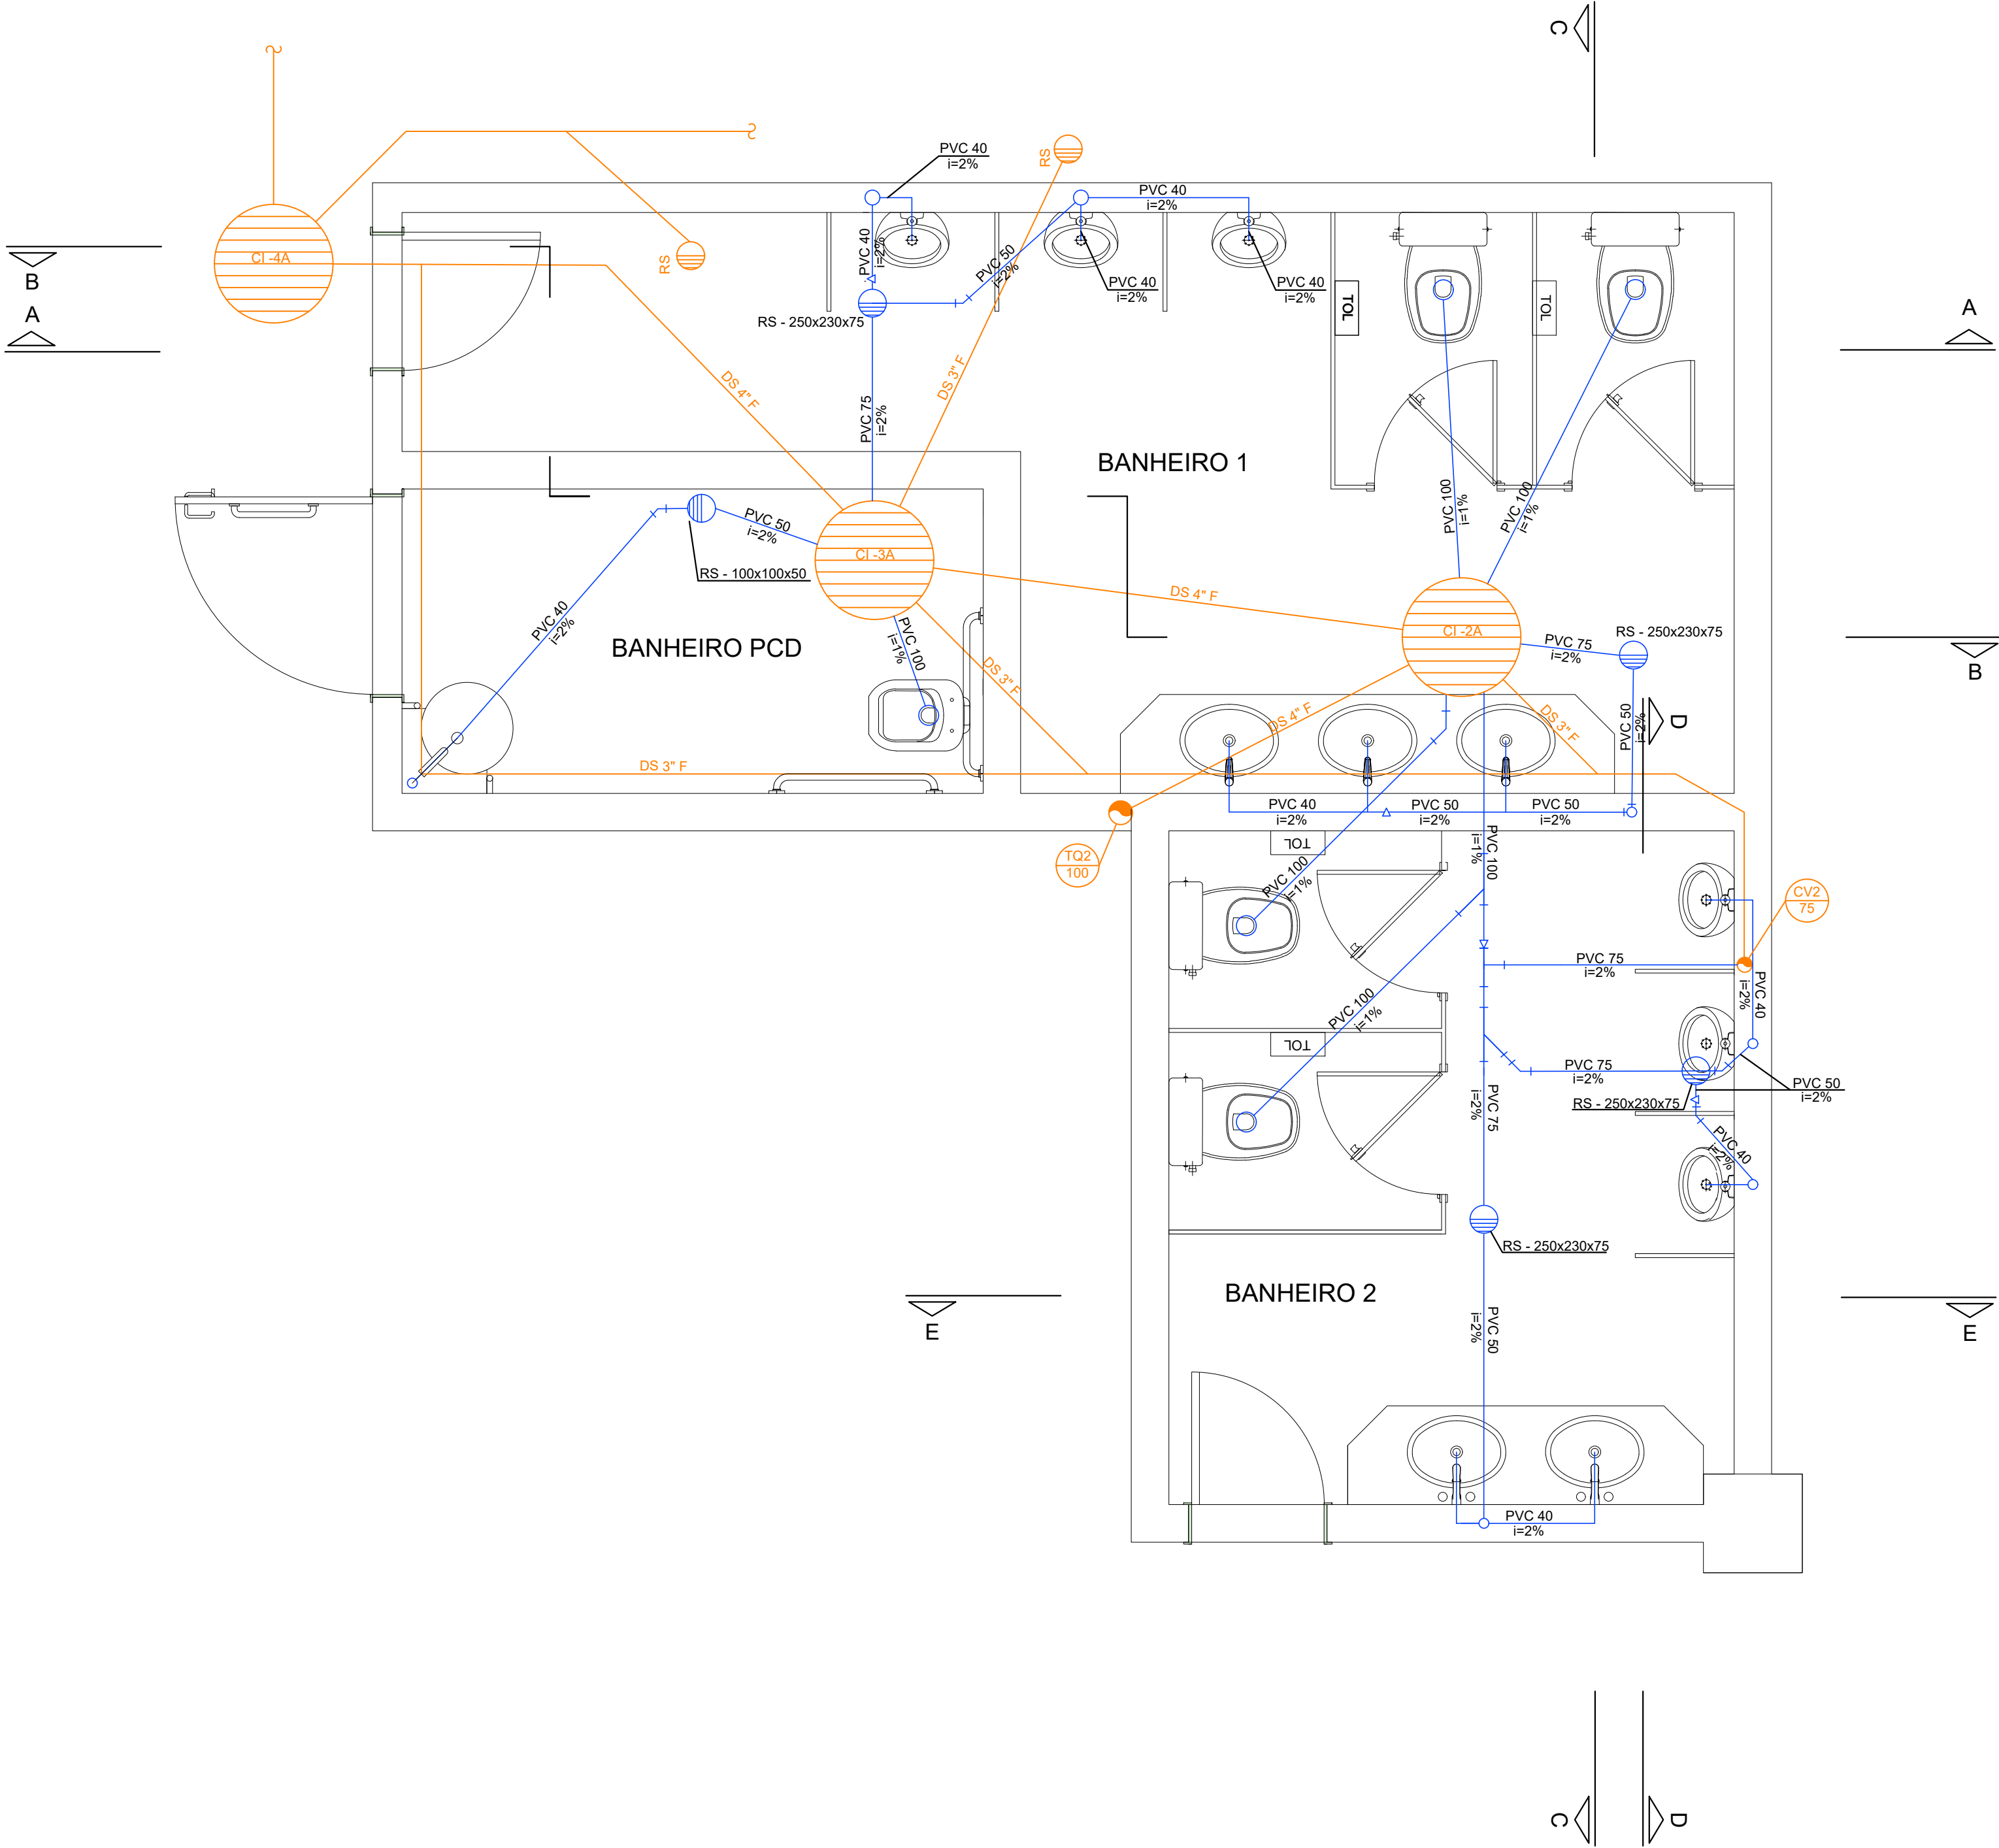 C
PVC 40
i=2%
RS
PVC 40
i=2%
CI -4A
RS
PVC 40
i=2%
PVC 50
i=2%
PVC 40
i=2%
PVC 40
i=2%
B
A
TOL
TOL
A
RS - 250x230x75
DS 4" F
DS 3" F
PVC 75
i=2%
BANHEIRO 1
PVC 100
i=1%
PVC 100
i=1%
PVC 50
i=2%
CI -3A
RS - 100x100x50
DS 4" F
PVC 40
i=2%
BANHEIRO PCD
PVC 100
i=1%
CI -2A
PVC 75
i=2%
RS - 250x230x75
B
DS 3" F
DS 4" F
DS 3" F
PVC 50
i=2%
D
DS 3" F
PVC 40
i=2%
PVC 50
i=2%
PVC 50
i=2%
TQ2
100
TOL
PVC 100
i=1%
PVC 100
i=1%
CV2
75
PVC 75
i=2%
PVC 40
i=2%
PVC 100
i=1%
TOL
PVC 75
i=2%
PVC 50
i=2%
RS - 250x230x75
PVC 75
i=2%
PVC 40
i=2%
RS - 250x230x75
BANHEIRO 2
E
E
PVC 50
i=2%
PVC 40
i=2%
C
D